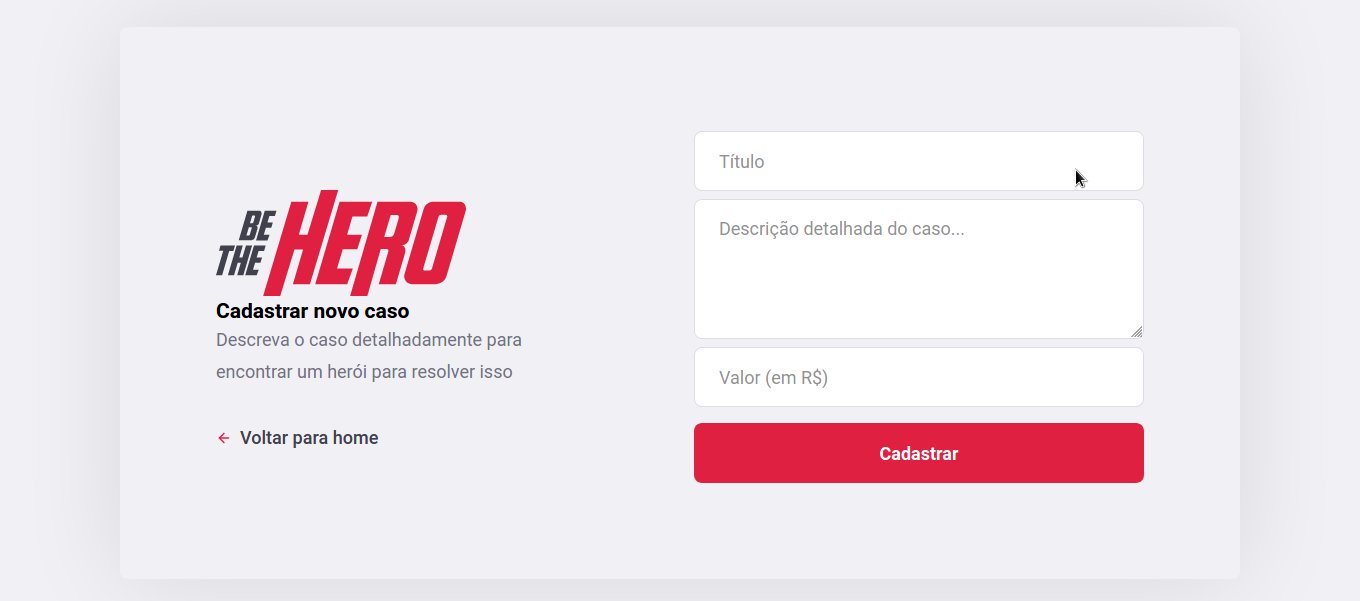 BE
THE HERO
Cadastrar novo caso
Descreva o caso detalhadamente para
encontrar um herói para resolver isso
Voltar para home
Título
Descrição detalhada do caso...
Valor (em R$)
Cadastrar